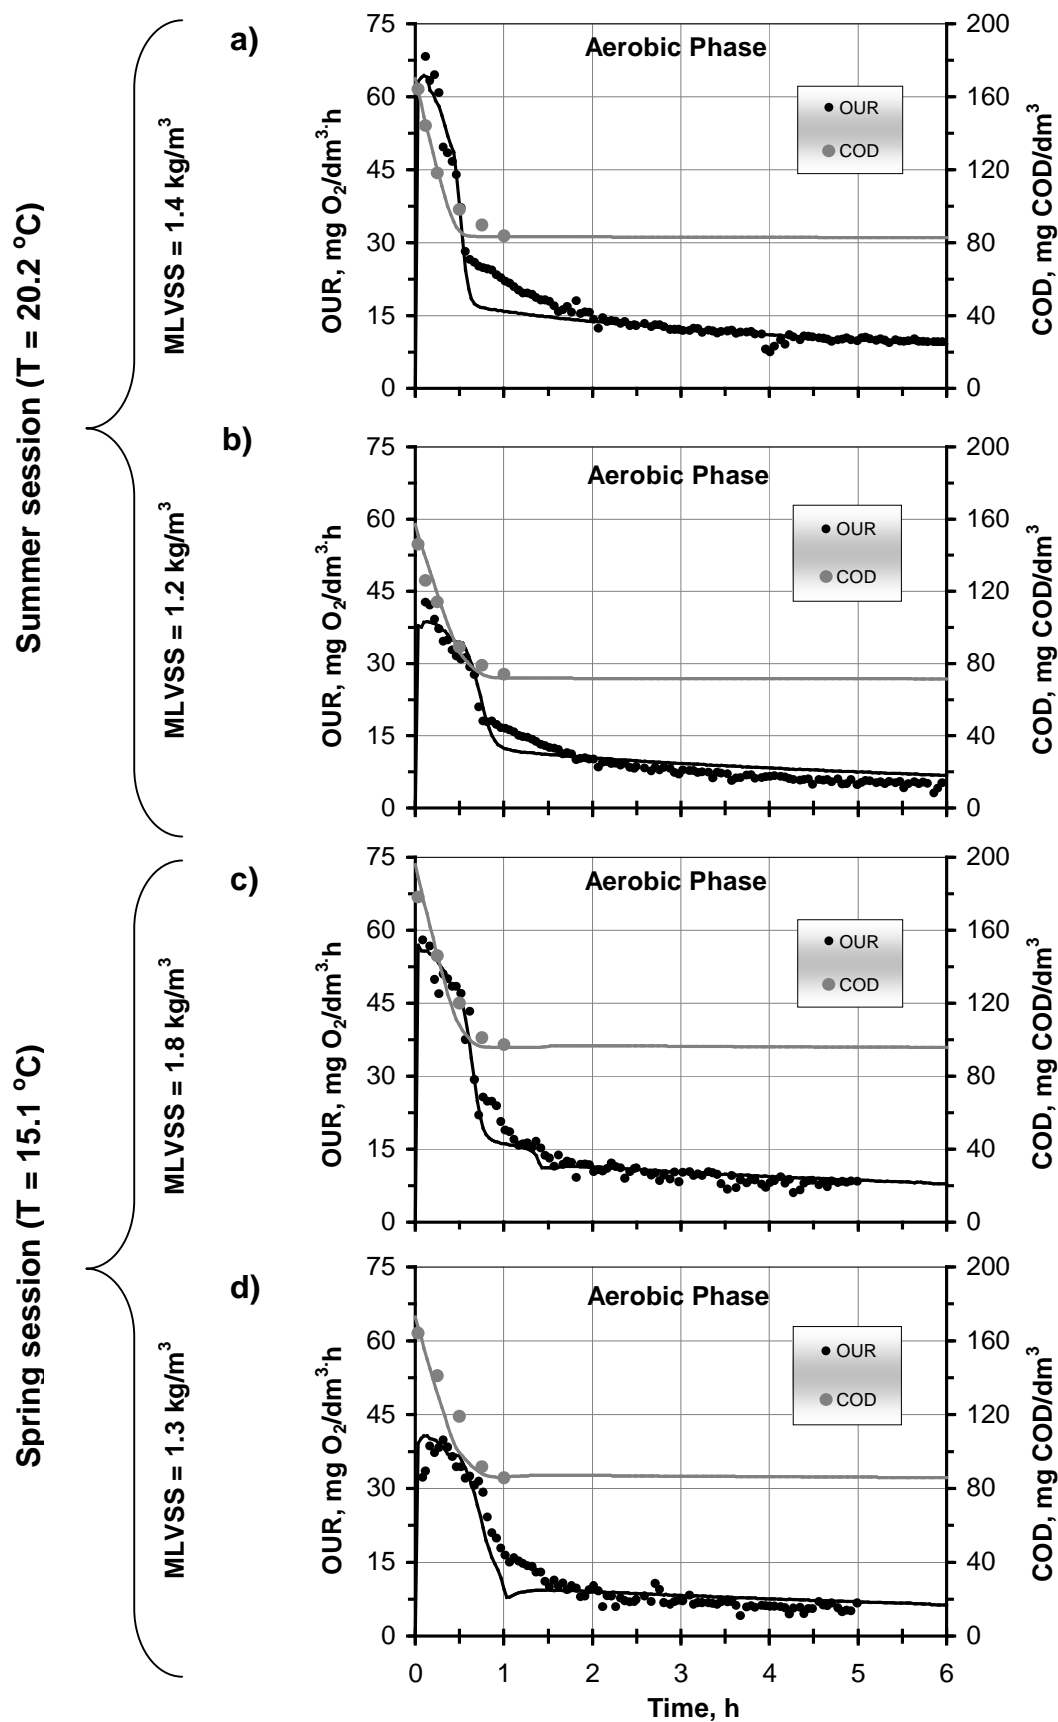 Summer session (T = 20.2 °C)
MLVSS = 1.4 kg/m³
a)
Aerobic Phase
OUR
COD
OUR, mg O₂/dm³·h
75
60
45
30
15
0
COD, mg COD/dm³
200
160
120
80
40
0
MLVSS = 1.2 kg/m³
b)
Aerobic Phase
OUR
COD
OUR, mg O₂/dm³·h
75
60
45
30
15
0
COD, mg COD/dm³
200
160
120
80
40
0
Spring session (T = 15.1 °C)
MLVSS = 1.8 kg/m³
c)
Aerobic Phase
OUR
COD
OUR, mg O₂/dm³·h
75
60
45
30
15
0
COD, mg COD/dm³
200
160
120
80
40
0
MLVSS = 1.3 kg/m³
d)
Aerobic Phase
OUR
COD
OUR, mg O₂/dm³·h
75
60
45
30
15
0
COD, mg COD/dm³
200
160
120
80
40
0
0 1 2 3 4 5 6
Time, h